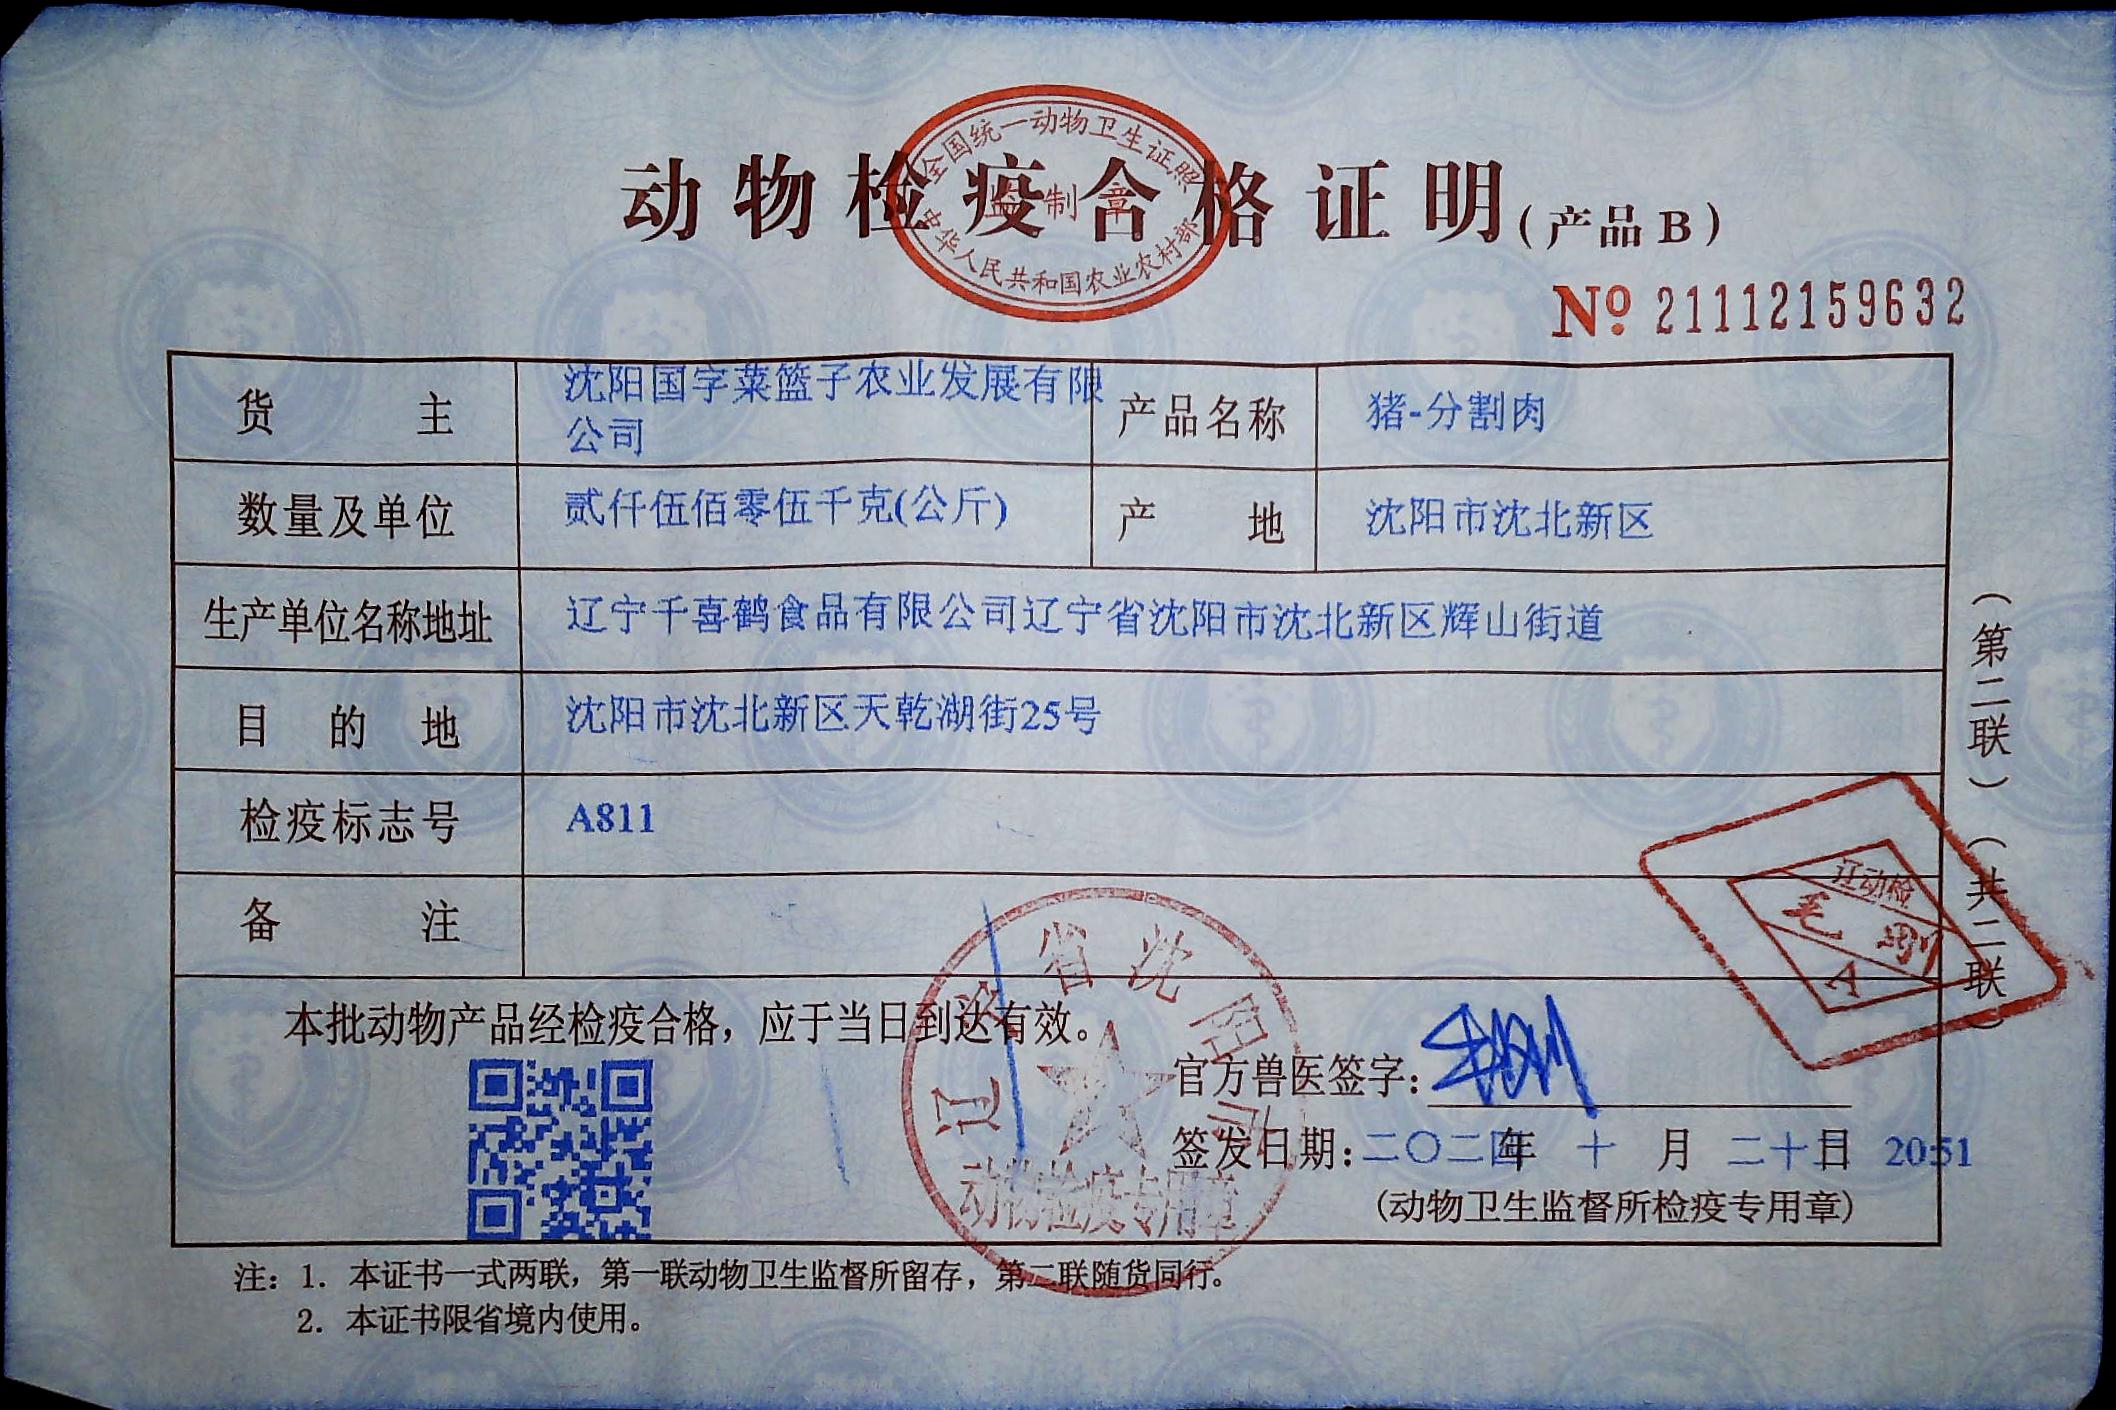 全国统一动物卫生证照
监制章
中华人民共和国农业农村部
动物检疫合格证明(产品B)
№ 21112159632
货主
沈阳国字菜篮子农业发展有限
公司
产品名称
猪-分割肉
数量及单位
贰仟伍佰零伍千克(公斤)
产地
沈阳市沈北新区
生产单位名称地址
辽宁千喜鹤食品有限公司辽宁省沈阳市沈北新区辉山街道
目的地
沈阳市沈北新区天乾湖街25号
检疫标志号
A811
备注
(第二联)(共二联)
辽动检
毛刚
A
本批动物产品经检疫合格，应于当日到达有效。
官方兽医签字：
签发日期：二〇二四年 十月 二十日 20:51
(动物卫生监督所检疫专用章)
动物检疫专用章
注：1. 本证书一式两联，第一联动物卫生监督所留存，第二联随货同行。
2. 本证书限省境内使用。